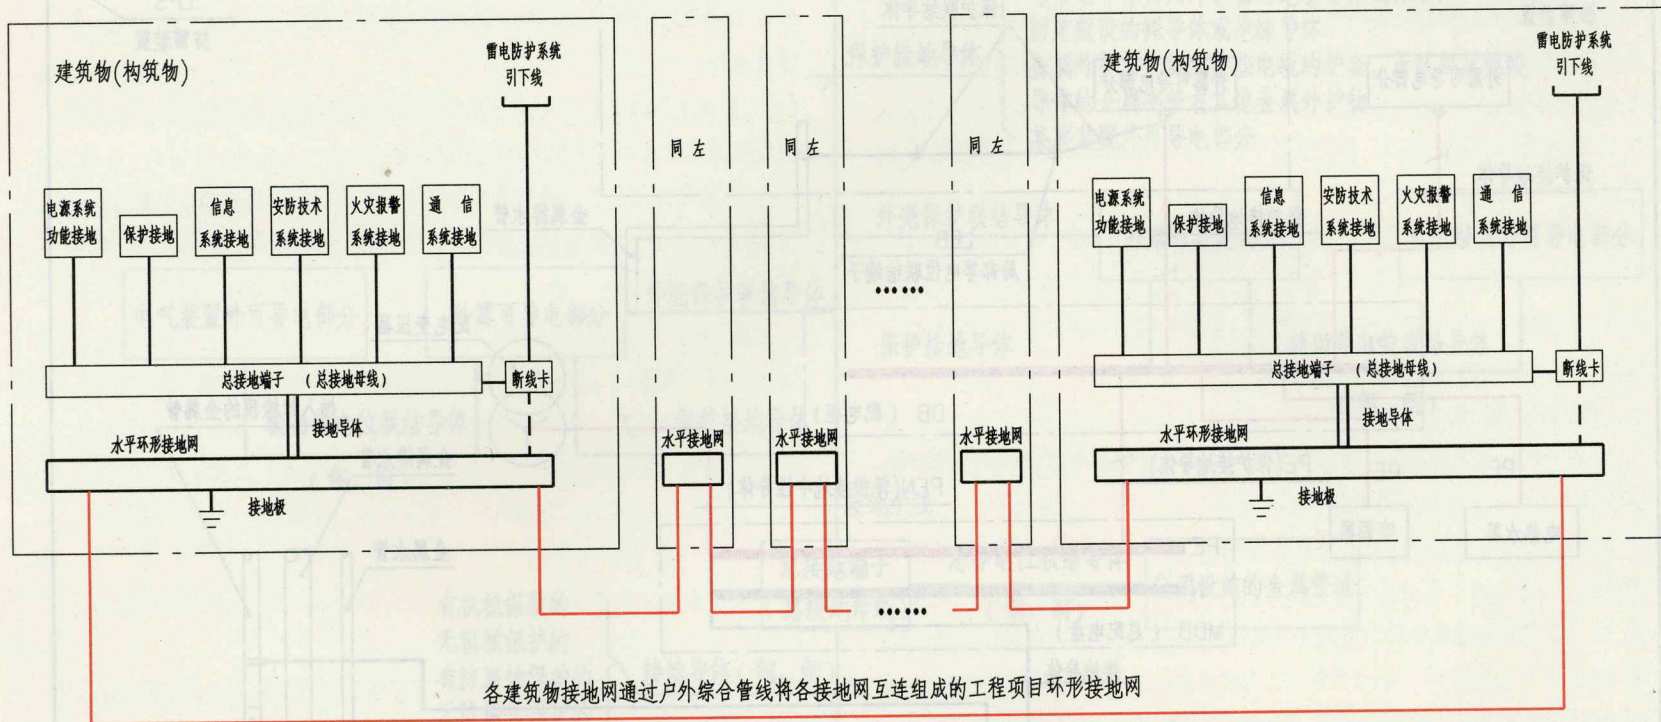 建筑物(构筑物)
雷电防护系统
引下线
电源系统
功能接地
保护接地
信息
系统接地
安防技术
系统接地
火灾报警
系统接地
通 信
系统接地
总接地端子 (总接地母线)
断线卡
接地导体
水平环形接地网
接地极
同 左
水平接地网
同 左
水平接地网
同 左
水平接地网
······
······
建筑物(构筑物)
雷电防护系统
引下线
电源系统
功能接地
保护接地
信息
系统接地
安防技术
系统接地
火灾报警
系统接地
通 信
系统接地
总接地端子 (总接地母线)
断线卡
接地导体
水平环形接地网
接地极
各建筑物接地网通过户外综合管线将各接地网互连组成的工程项目环形接地网